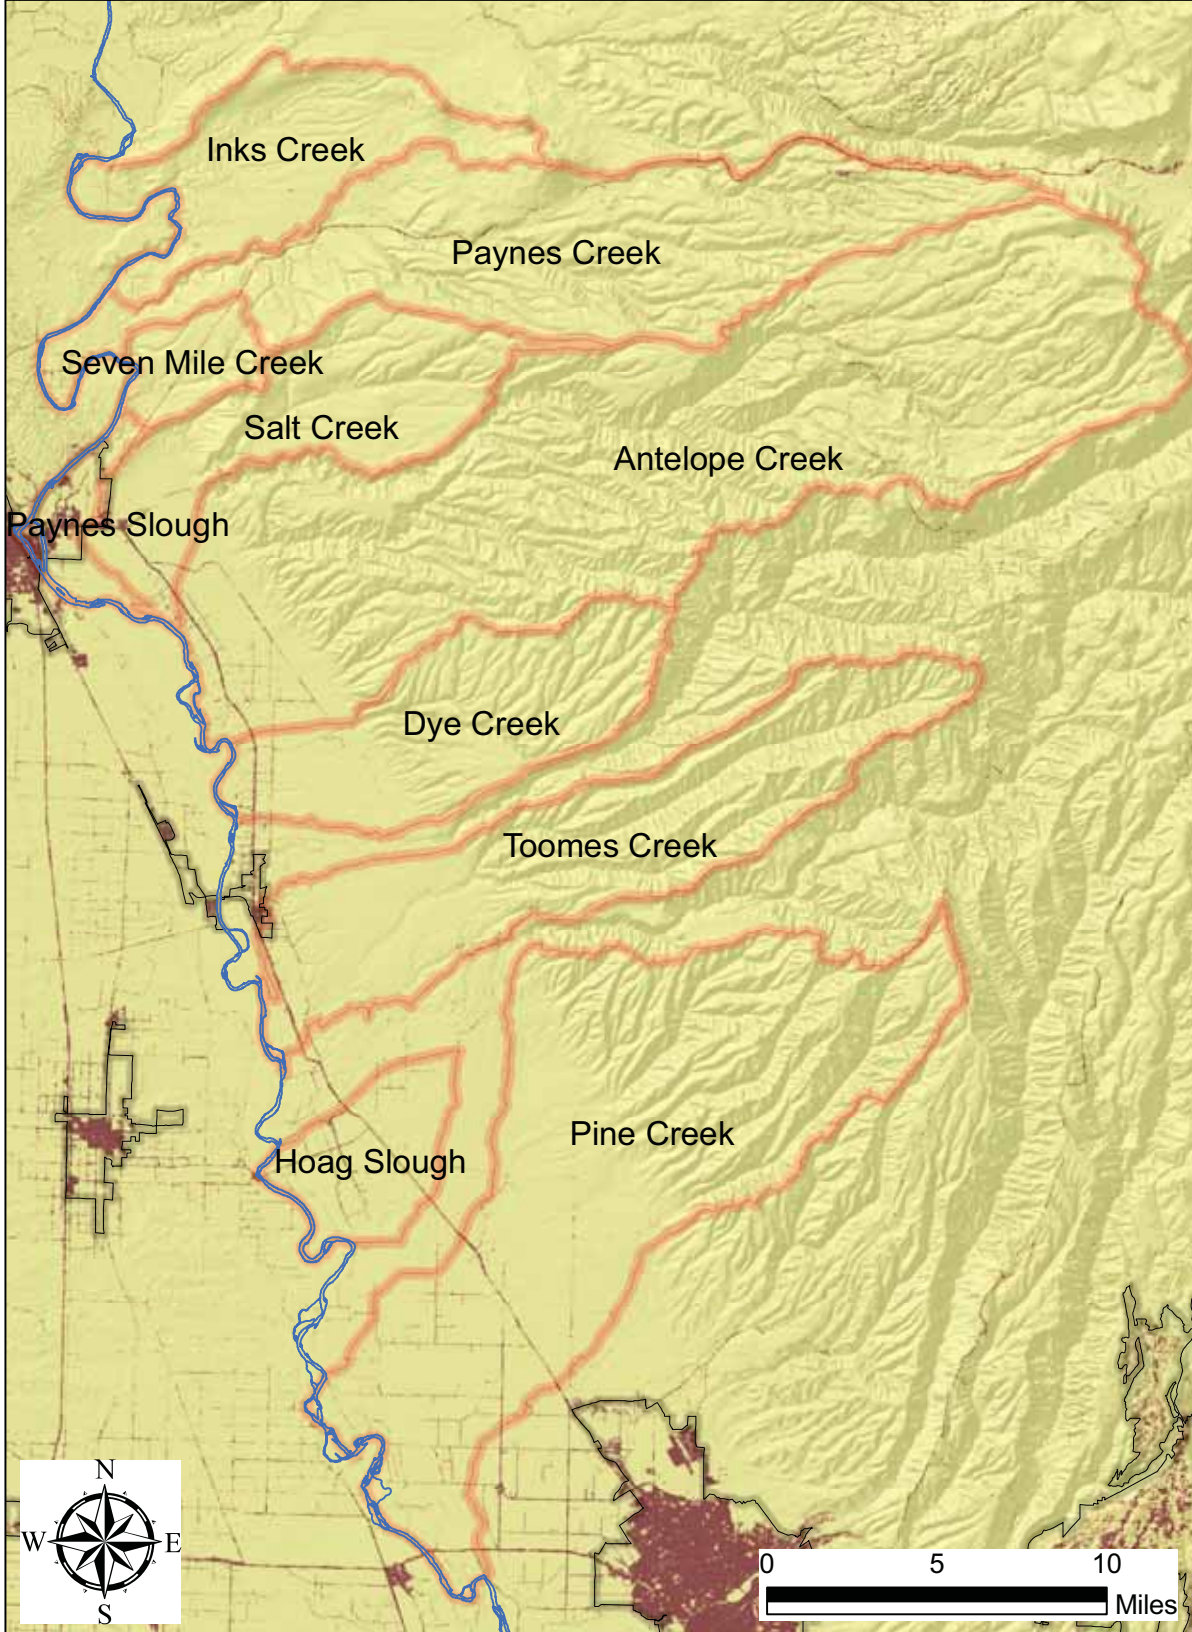 Inks Creek
Paynes Creek
Seven Mile Creek
Salt Creek
Antelope Creek
Paynes Slough
Dye Creek
Toomes Creek
Pine Creek
Hoag Slough
N
W E
S
0 5 10
Miles